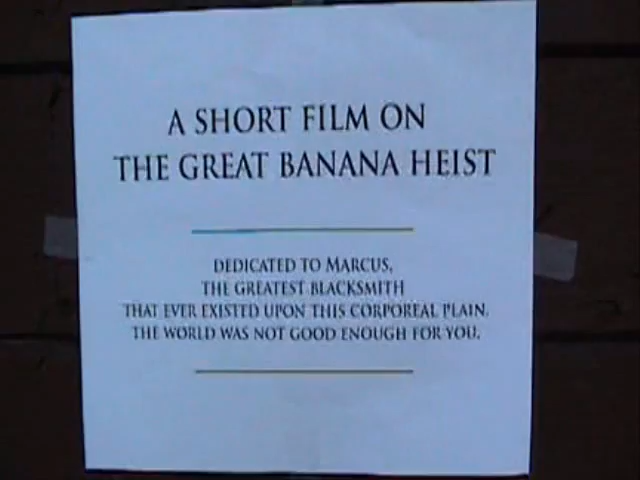 A SHORT FILM ON
THE GREAT BANANA HEIST
DEDICATED TO MARCUS,
THE GREATEST BLACKSMITH
THAT EVER EXISTED UPON THIS CORPOREAL PLAIN.
THE WORLD WAS NOT GOOD ENOUGH FOR YOU.